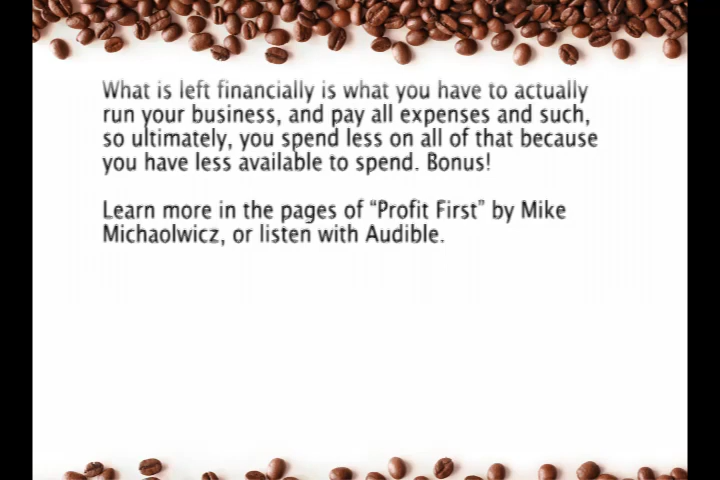 What is left financially is what you have to actually
run your business, and pay all expenses and such,
so ultimately, you spend less on all of that because
you have less available to spend. Bonus!
Learn more in the pages of “Profit First” by Mike
Michaolwicz, or listen with Audible.